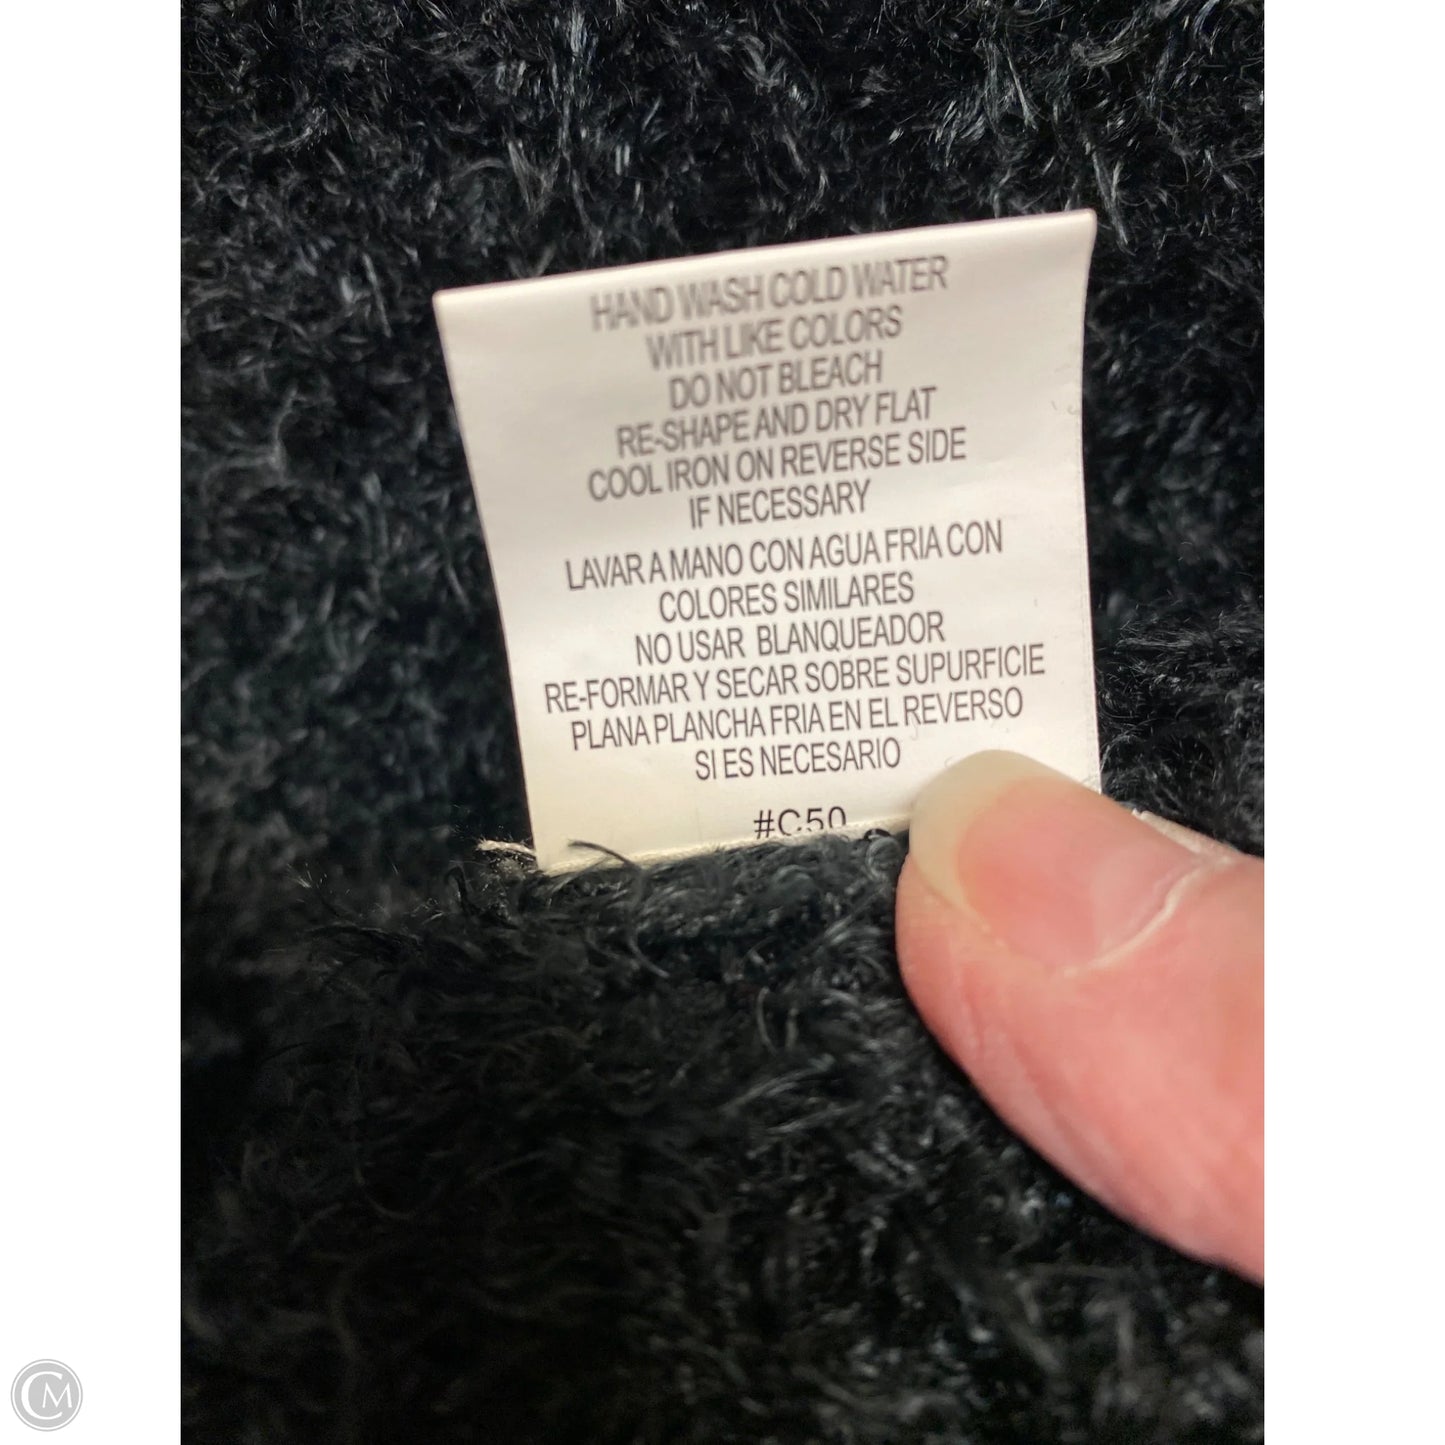 HAND WASH COLD WATER
WITH LIKE COLORS
DO NOT BLEACH
RE-SHAPE AND DRY FLAT
COOL IRON ON REVERSE SIDE
IF NECESSARY
LAVAR A MANO CON AGUA FRIA CON
COLORES SIMILARES
NO USAR BLANQUEADOR
RE-FORMAR Y SECAR SOBRE SUPURFICIE
PLANA PLANCHA FRIA EN EL REVERSO
SI ES NECESARIO
#C50
CM